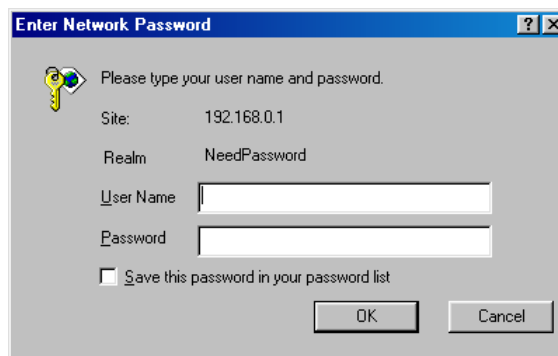 Enter Network Password
Please type your user name and password.
Site: 192.168.0.1
Realm NeedPassword
User Name
Password
Save this password in your password list
OK Cancel